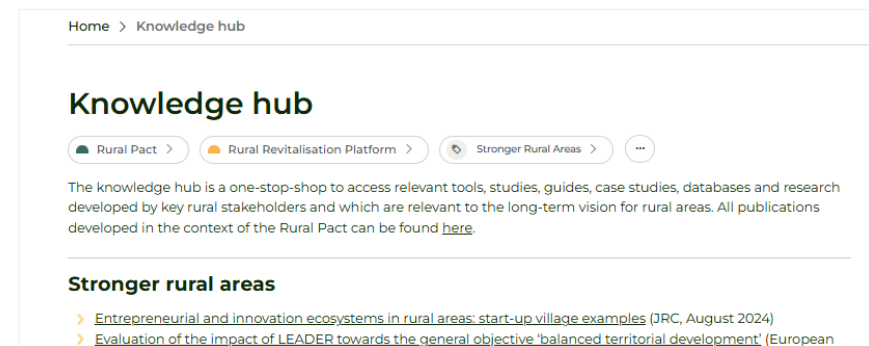 Home > Knowledge hub
Knowledge hub
Rural Pact > Rural Revitalisation Platform > Stronger Rural Areas > ...
The knowledge hub is a one-stop-shop to access relevant tools, studies, guides, case studies, databases and research
developed by key rural stakeholders and which are relevant to the long-term vision for rural areas. All publications
developed in the context of the Rural Pact can be found here.
Stronger rural areas
Entrepreneurial and innovation ecosystems in rural areas: start-up village examples (JRC, August 2024)
Evaluation of the impact of LEADER towards the general objective ‘balanced territorial development’ (European